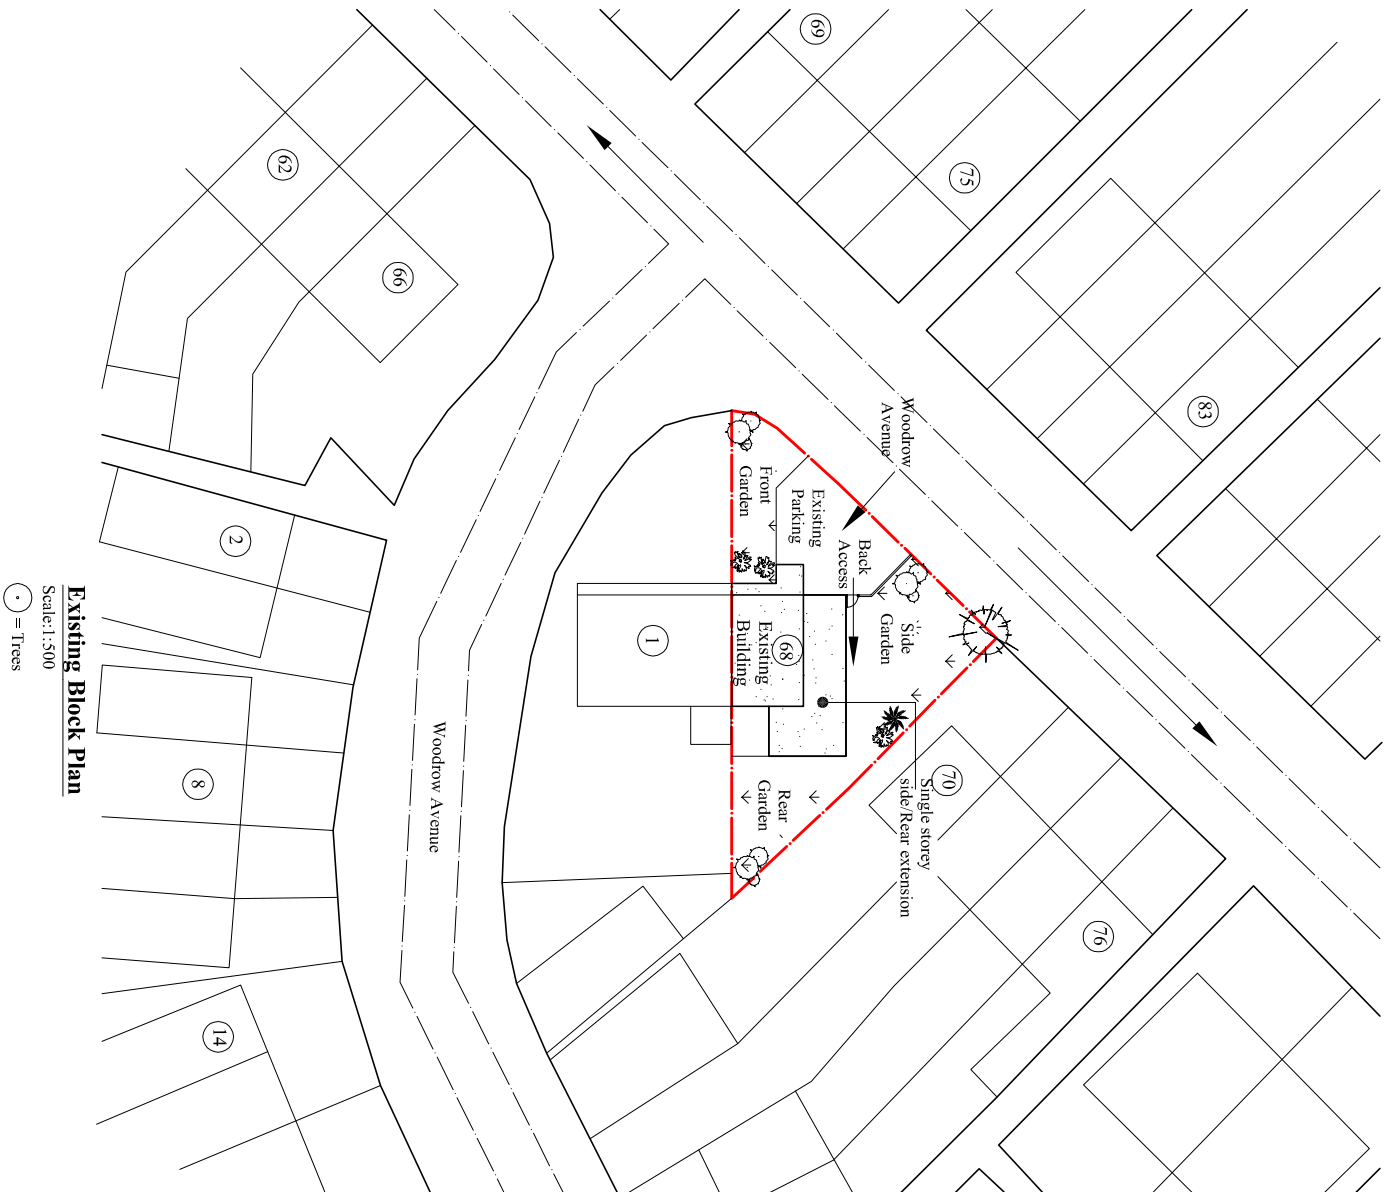 69
75
83
62
66
Woodrow
Avenue
Front
Garden
Existing
Parking
Back
Access
Side
Garden
68
Existing
Building
1
Single storey
side/Rear extension
70
Rear
Garden
76
2
8
14
Woodrow Avenue
Existing Block Plan
Scale:1:500
= Trees